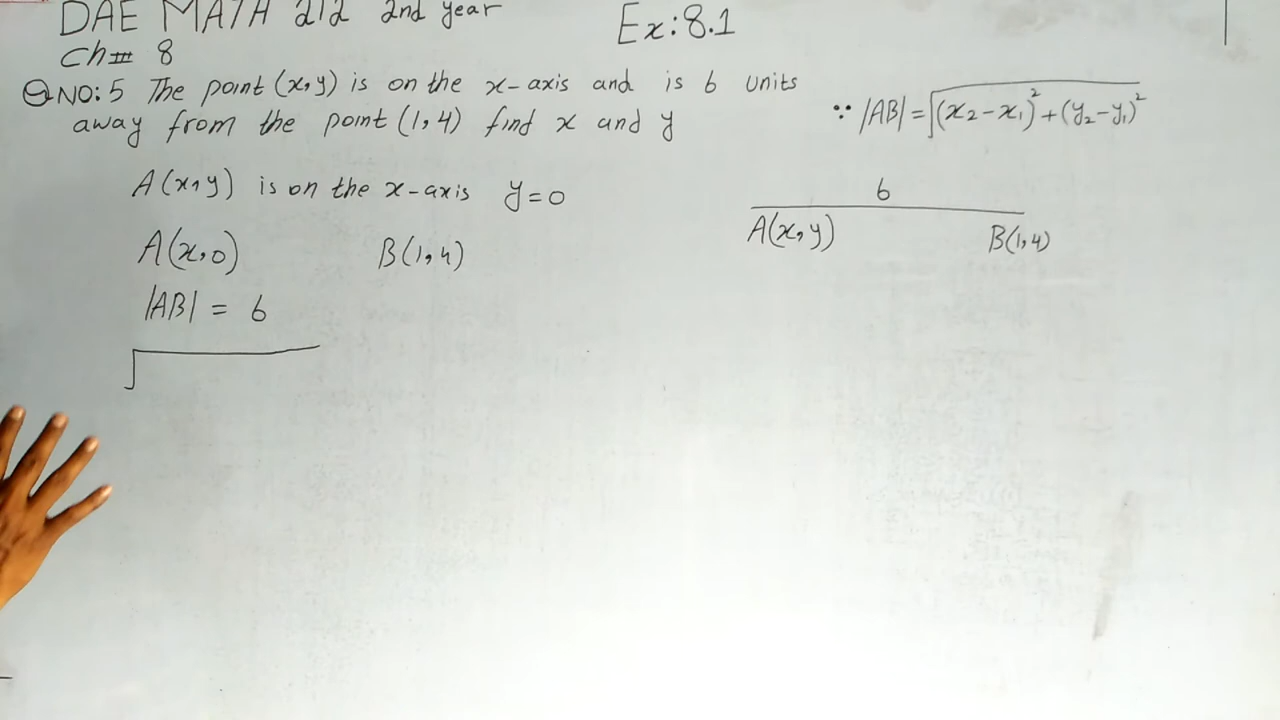 DAE MATH 212 2nd year
Ex: 8.1
Ch# 8
Q NO: 5 The point (x, y) is on the x-axis and is 6 units
away from the point (1, 4) find x and y
∵ |AB| = √((x₂ - x₁)² + (y₂ - y₁)²)
A(x, y) is on the x-axis y = 0
6
A(x, y) B(1, 4)
A(x, 0) B(1, 4)
|AB| = 6
√